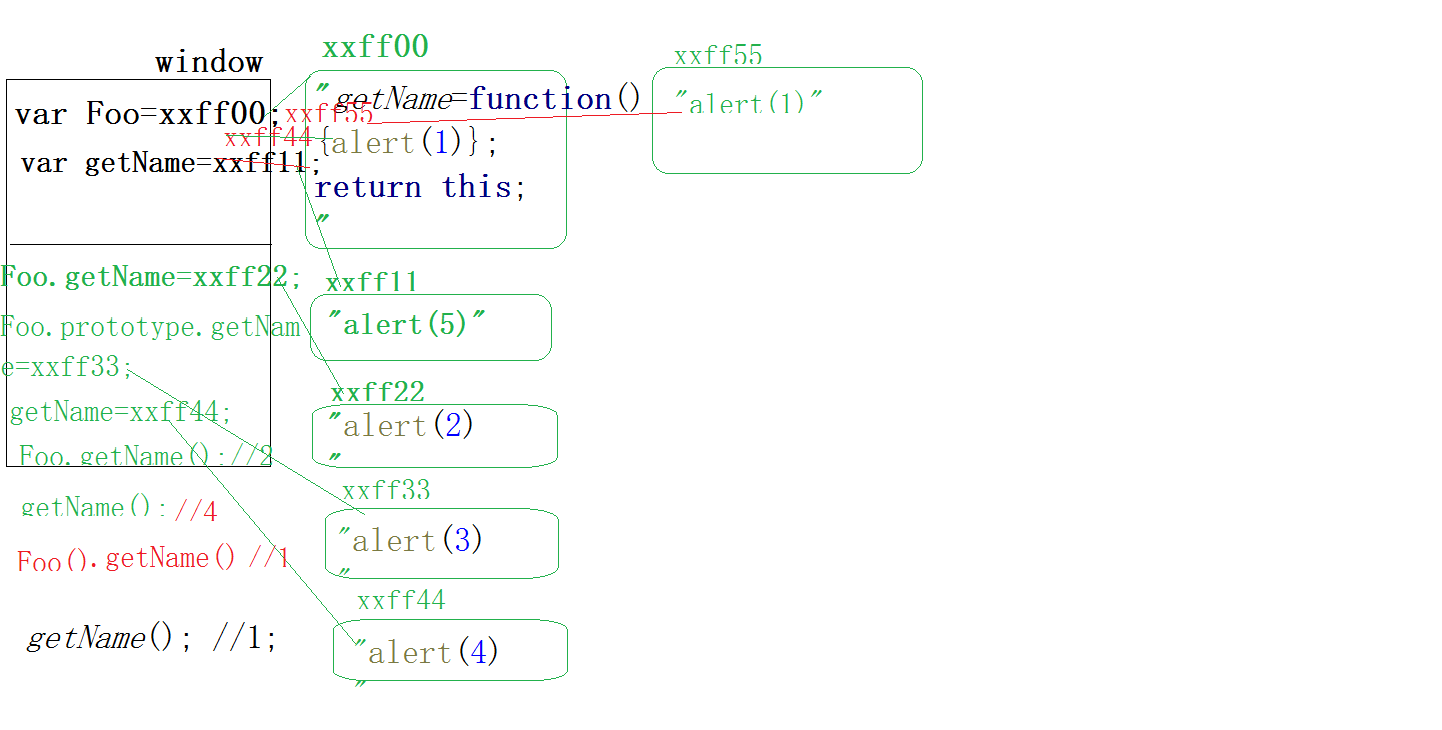 window
var Foo=xxff00;
xxff55
xxff44
var getName=xxff11;
Foo.getName=xxff22;
Foo.prototype.getNam
e=xxff33;
getName=xxff44;
Foo.getName();//2
getName(); //4
Foo().getName() //1
getName(); //1;
xxff00
"getName=function()
{alert(1)};
return this;
"
xxff11
"alert(5)"
xxff22
"alert(2)
"
xxff33
"alert(3)
"
xxff44
"alert(4)
"
xxff55
"alert(1)"